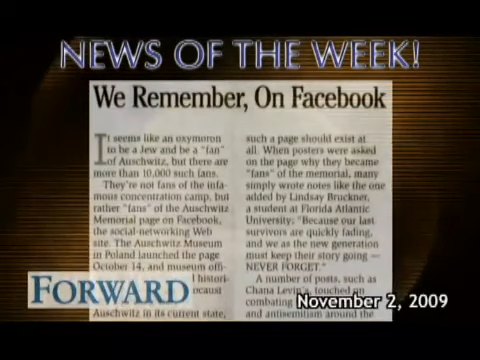 NEWS OF THE WEEK!
We Remember, On Facebook
It seems like an oxymoron
to be a Jew and be a "fan"
of Auschwitz, but there are
more than 10,000 such fans.
They're not fans of the infa-
mous concentration camp, but
rather "fans" of the Auschwitz
Memorial page on Facebook,
the social-networking Web
site. The Auschwitz Museum
in Poland launched the page
October 14, and museum offi-
histori-
Auschwitz in its current state,
such a page should exist at
all. When posters were asked
on the page why they became
"fans" of the memorial, many
simply wrote notes like the one
added by Lindsay Bruckner,
a student at Florida Atlantic
University: "Because our last
survivors are quickly fading,
and we as the new generation
must keep their story going —
NEVER FORGET."
A number of posts, such as
Chana Levin's, touched on
combating
and antisemitism around the
FORWARD
November 2, 2009